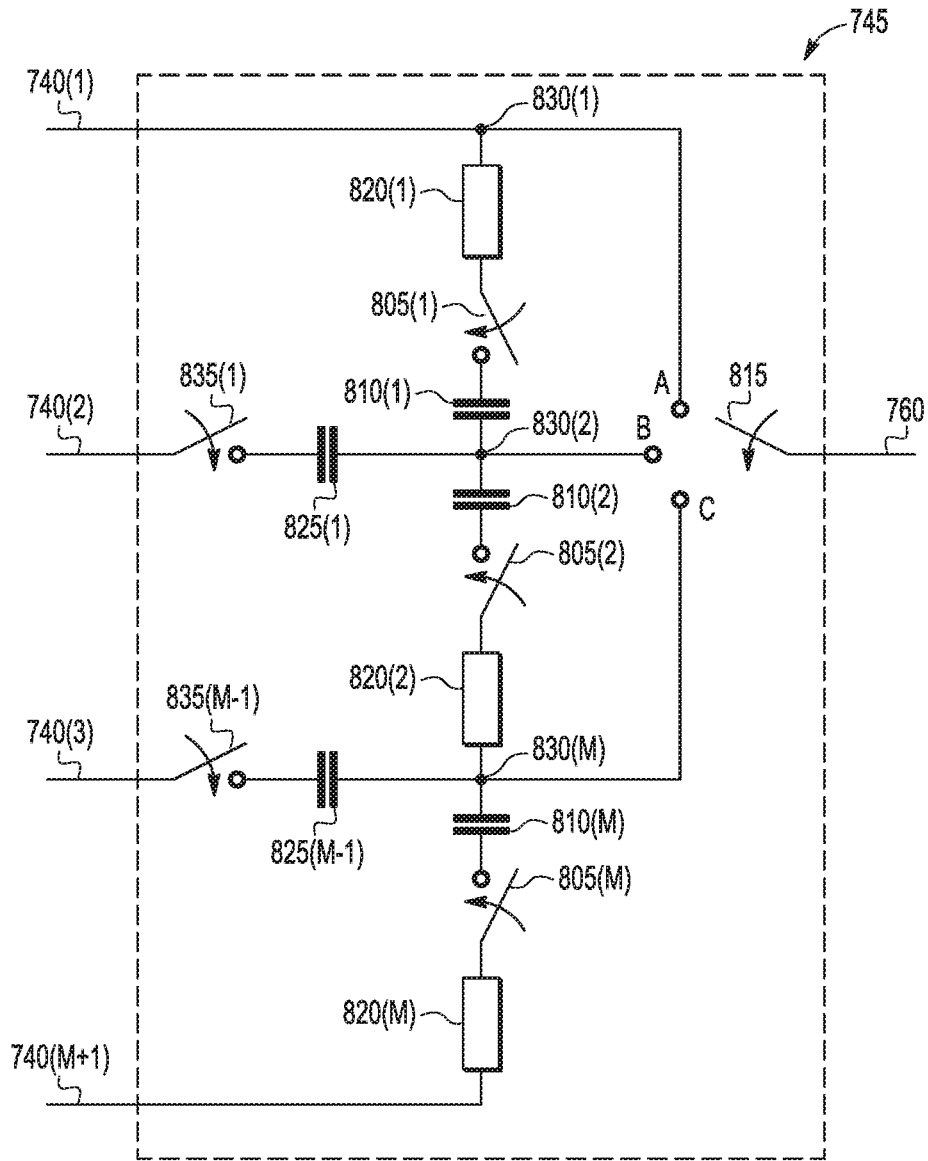 745
740(1)
830(1)
820(1)
805(1)
835(1)
810(1)
A
815
740(2)
830(2)
B
760
825(1)
810(2)
C
805(2)
835(M-1)
820(2)
740(3)
830(M)
825(M-1)
810(M)
805(M)
820(M)
740(M+1)